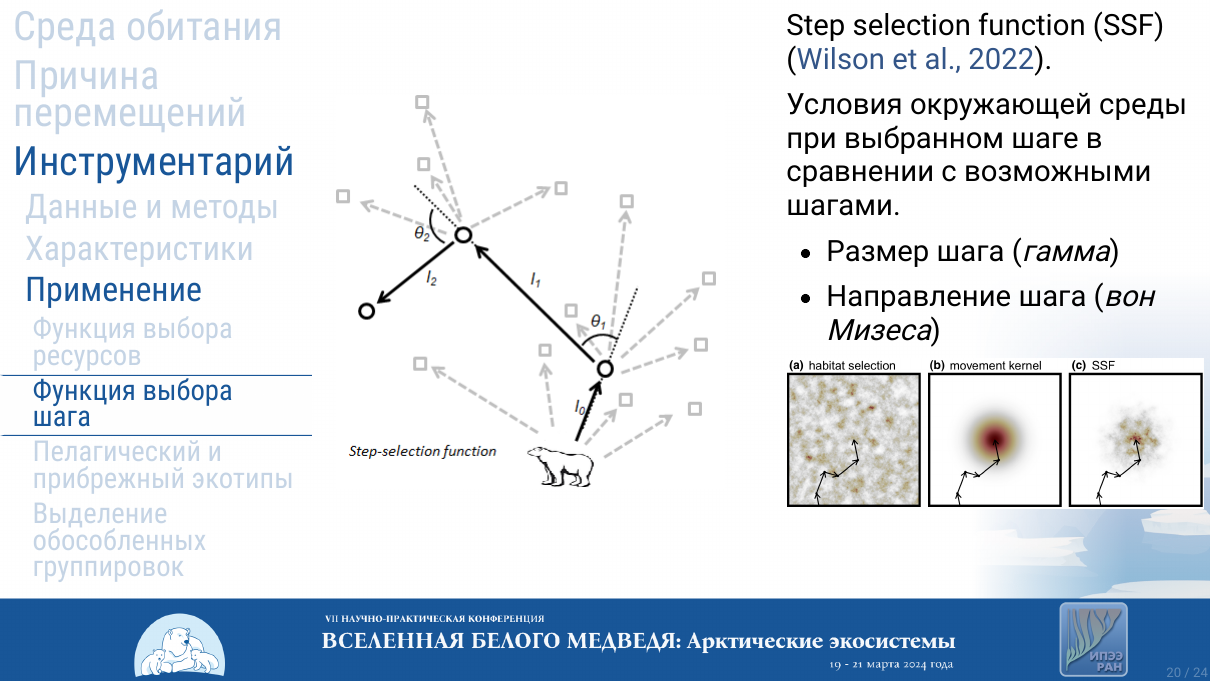 Среда обитания
Причина
перемещений
Инструментарий
Данные и методы
Характеристики
Применение
Функция выбора
ресурсов
Функция выбора
шага
Пелагический и
прибрежный экотипы
Выделение
обособленных
группировок
θ2
l2
l1
θ1
l0
Step-selection function
Step selection function (SSF)
(Wilson et al., 2022).
Условия окружающей среды
при выбранном шаге в
сравнении с возможными
шагами.
• Размер шага (гамма)
• Направление шага (вон
Мизеса)
(a) habitat selection
(b) movement kernel
(c) SSF
VII НАУЧНО-ПРАКТИЧЕСКАЯ КОНФЕРЕНЦИЯ
ВСЕЛЕННАЯ БЕЛОГО МЕДВЕДЯ: Арктические экосистемы
19 - 21 марта 2024 года
ИПЭЭ
РАН
20 / 24